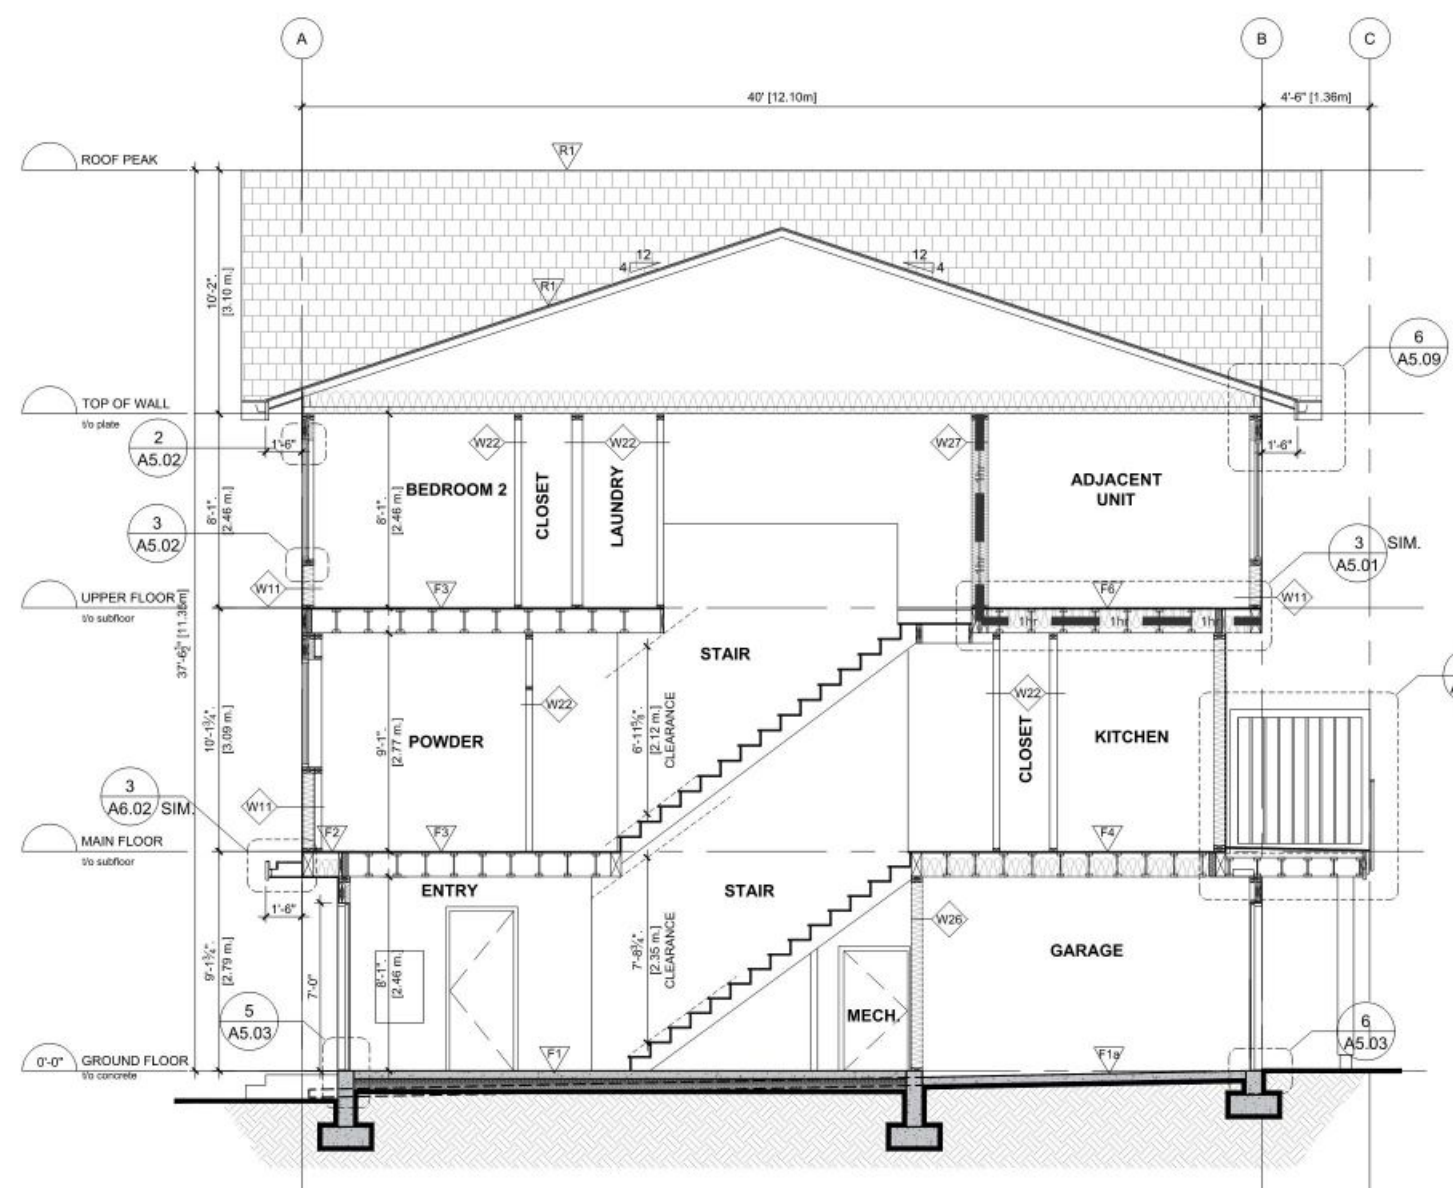 A
B
C
40' [12.10m]
4'-6" [1.36m]
ROOF PEAK
R1
12
4
12
4
R1
10'-2".
[3.10 m.]
6
A5.09
TOP OF WALL
t/o plate
2
A5.02
1'-6"
W22
W22
W27
1'-6"
BEDROOM 2
CLOSET
LAUNDRY
1hr
ADJACENT
UNIT
8'-1".
[2.46 m.]
8'-1".
[2.46 m.]
3
A5.02
3
SIM.
A5.01
1hr
W11
F3
F6
W11
UPPER FLOOR
t/o subfloor
1hr
1hr
1hr
37'-6½" [11.35m]
STAIR
W22
W22
POWDER
CLOSET
KITCHEN
10'-1¾".
[3.09 m.]
9'-1".
[2.77 m.]
6'-11⅝".
[2.12 m.]
CLEARANCE
3
A6.02
SIM.
W11
F2
F3
F4
MAIN FLOOR
t/o subfloor
ENTRY
STAIR
1'-6"
W26
GARAGE
9'-1¾".
[2.79 m.]
7'-0"
8'-1".
[2.46 m.]
7'-8¾".
[2.35 m.]
CLEARANCE
5
A5.03
MECH.
6
A5.03
0'-0"
GROUND FLOOR
t/o concrete
F1
F1a